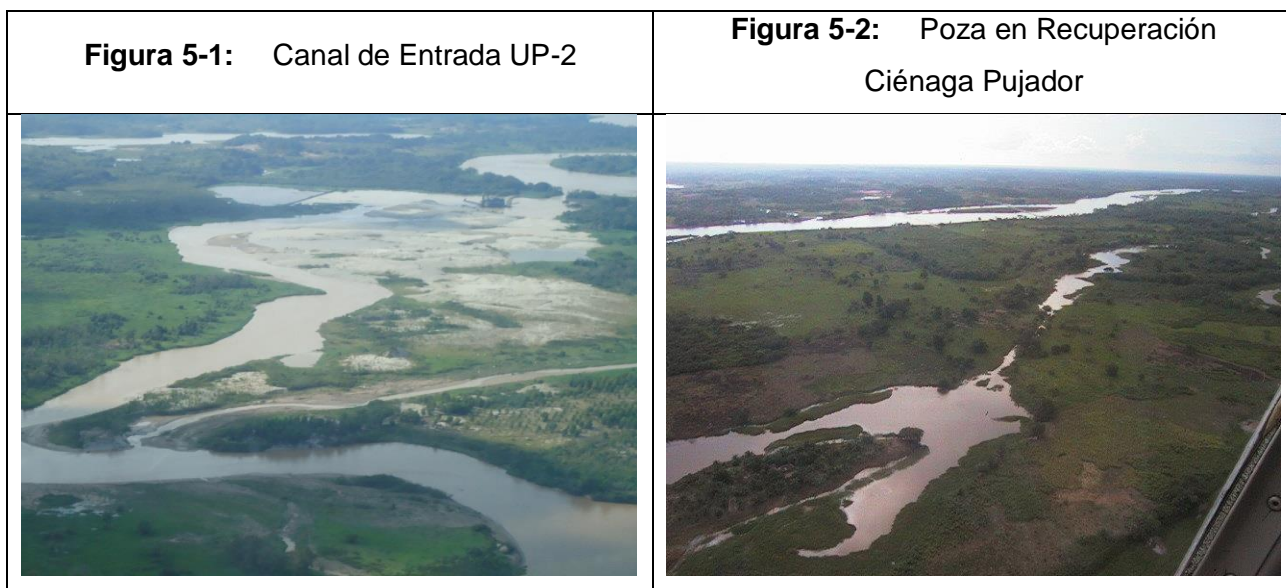 Figura 5-1: Canal de Entrada UP-2
Figura 5-2: Poza en Recuperación
Ciénaga Pujador